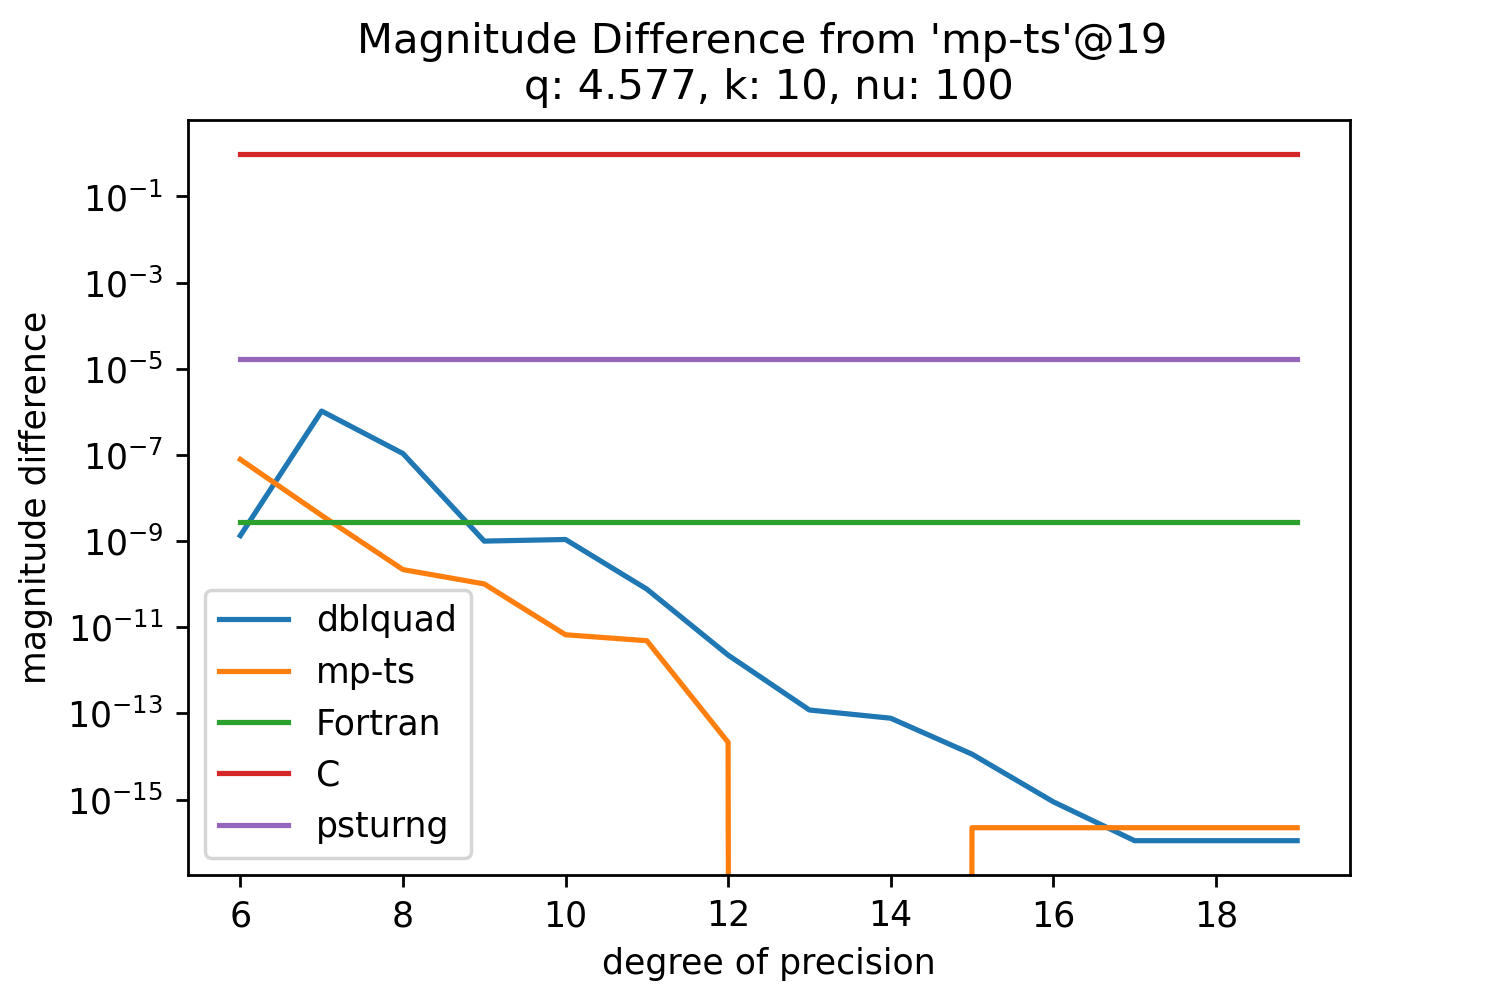 Magnitude Difference from 'mp-ts'@19
q: 4.577, k: 10, nu: 100
magnitude difference
10⁻¹
10⁻³
10⁻⁵
10⁻⁷
10⁻⁹
10⁻¹¹
10⁻¹³
10⁻¹⁵
dblquad
mp-ts
Fortran
C
psturng
6 8 10 12 14 16 18
degree of precision